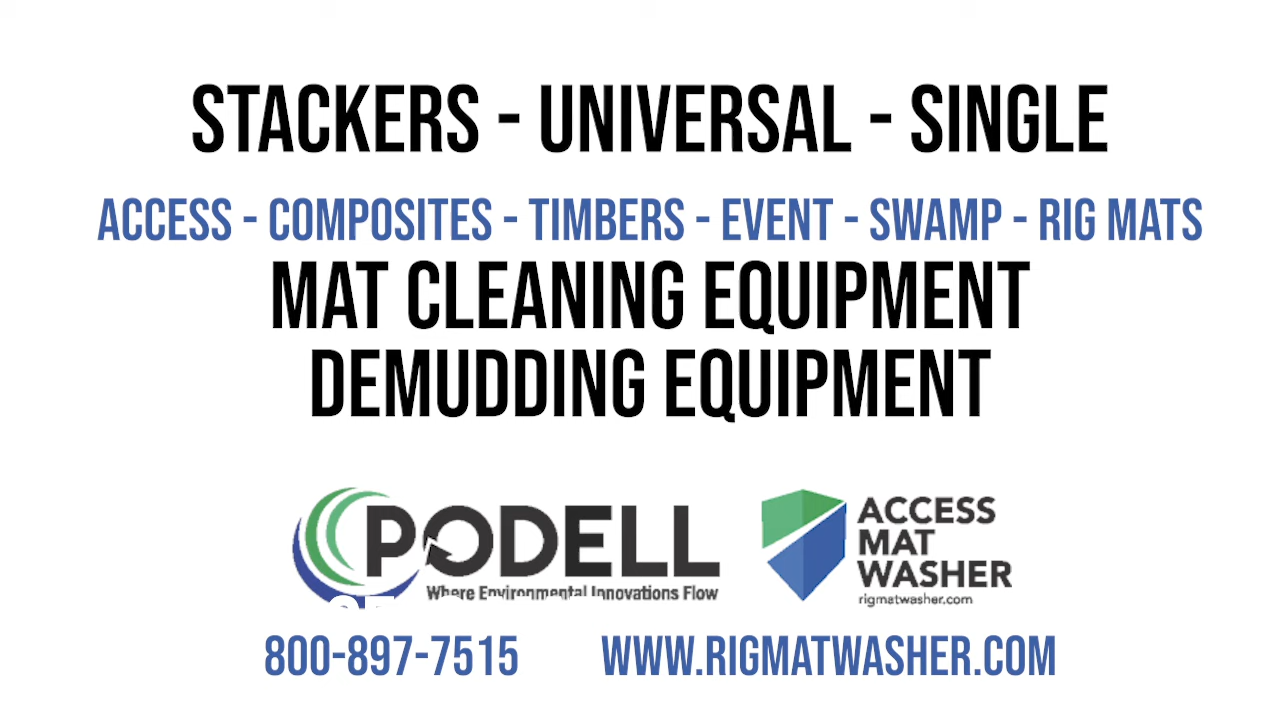 STACKERS - UNIVERSAL - SINGLE
ACCESS - COMPOSITES - TIMBERS - EVENT - SWAMP - RIG MATS
MAT CLEANING EQUIPMENT
DEMUDDING EQUIPMENT
PODELL
Where Environmental Innovations Flow
ACCESS
MAT
WASHER
rigmatwasher.com
800-897-7515
WWW.RIGMATWASHER.COM